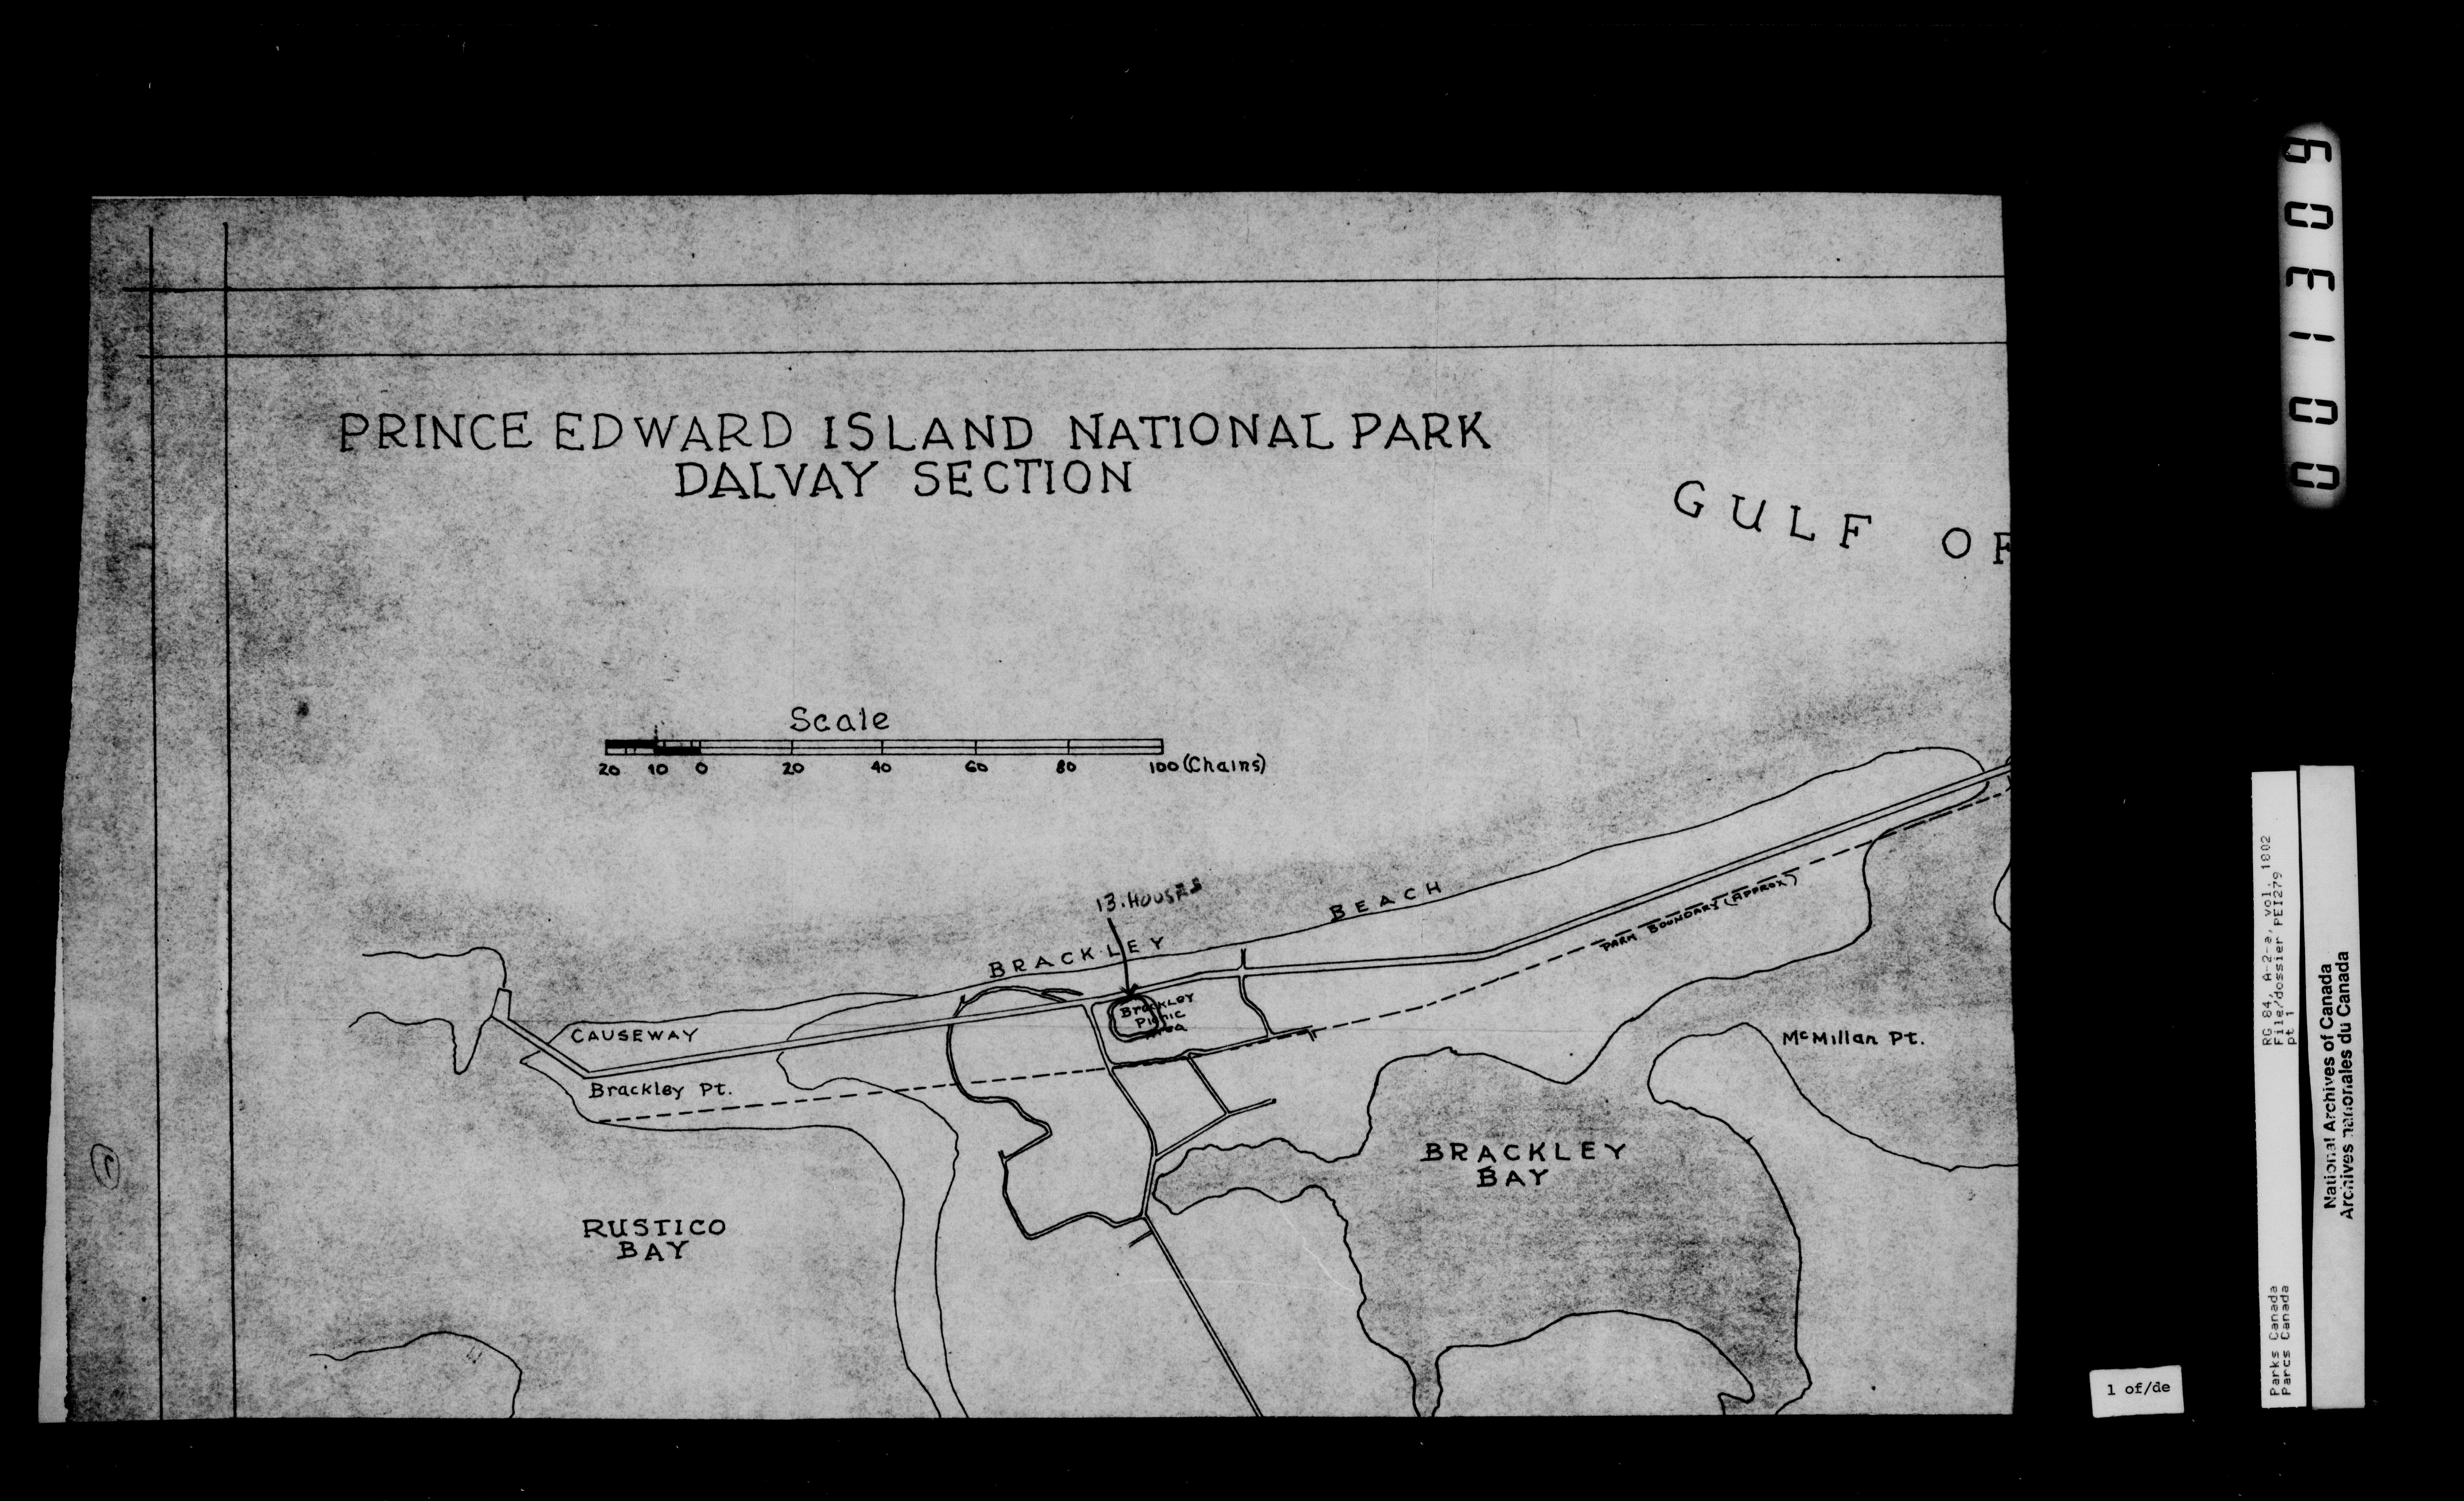 PRINCE EDWARD ISLAND NATIONAL PARK
DALVAY SECTION
GULF OF
Scale
20 10 0 20 40 60 80 100 (Chains)
13. HOUSES
BRACKLEY BEACH
PARK BOUNDARY (APPROX)
Brackley
Picnic
Area
CAUSEWAY
Brackley Pt.
McMillan Pt.
BRACKLEY
BAY
RUSTICO
BAY
001309
RG 84, A-2-a, vol. 1802
File/dossier PEI279
pt 1
Parks Canada
Parcs Canada
National Archives of Canada
Archives nationales du Canada
1 of/de